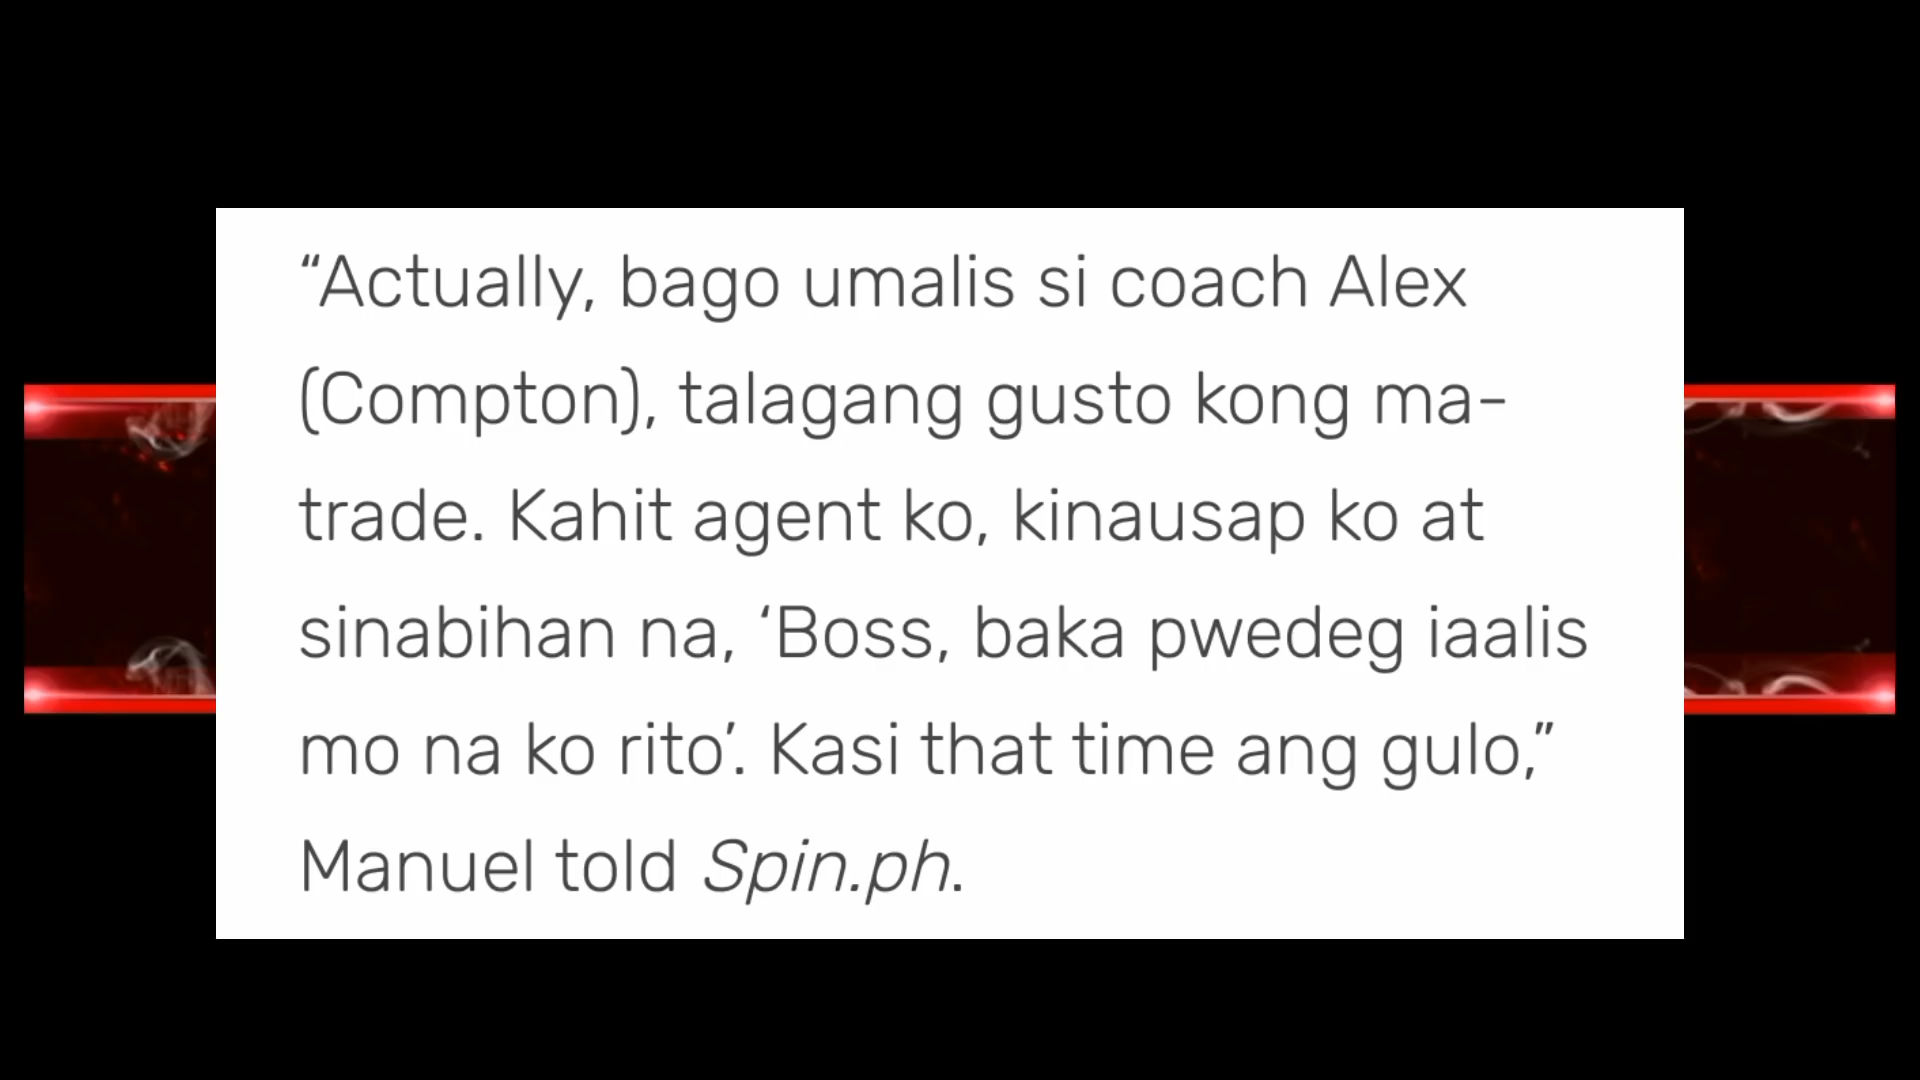 “Actually, bago umalis si coach Alex
(Compton), talagang gusto kong ma-
trade. Kahit agent ko, kinausap ko at
sinabihan na, ‘Boss, baka pwedeg iaalis
mo na ko rito’. Kasi that time ang gulo,”
Manuel told Spin.ph.